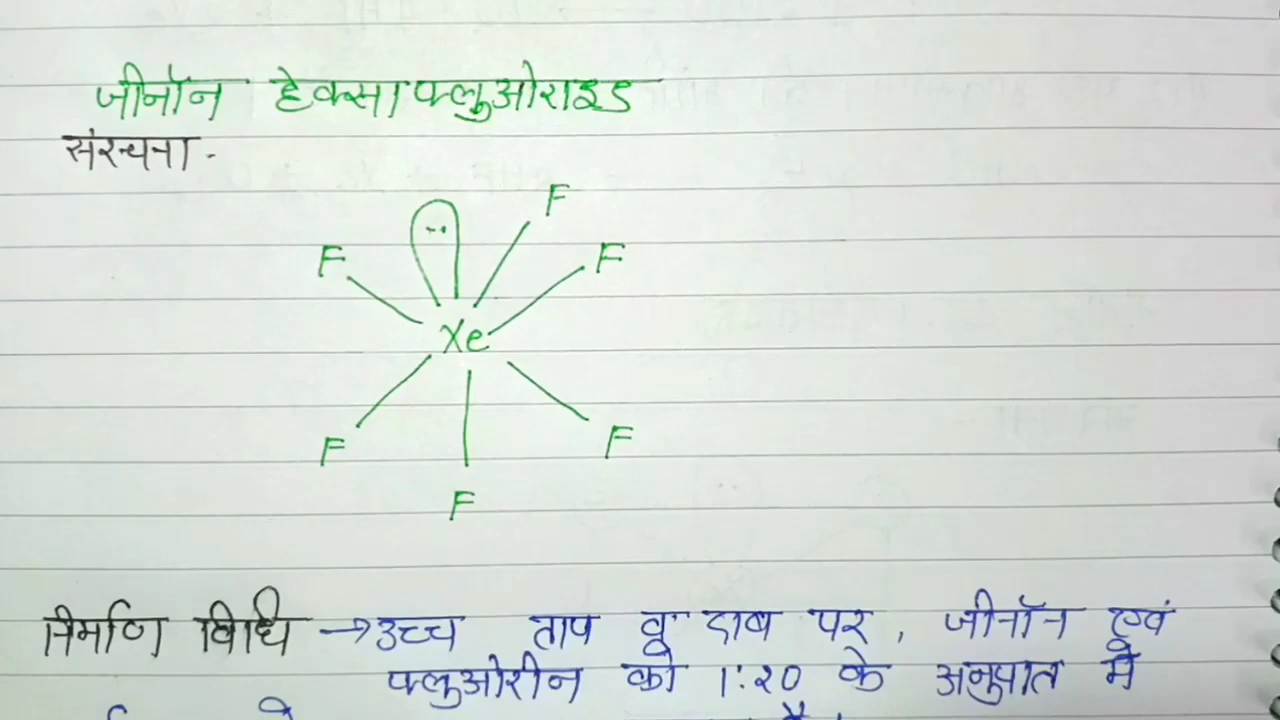 जीनॉन हेक्साफ्लुओराइड
संरचना -
F
F
F
Xe
F
F
F
निर्माण विधि → उच्च ताप व दाब पर, जीनॉन एवं
फ्लुओरीन को 1:20 के अनुपात में